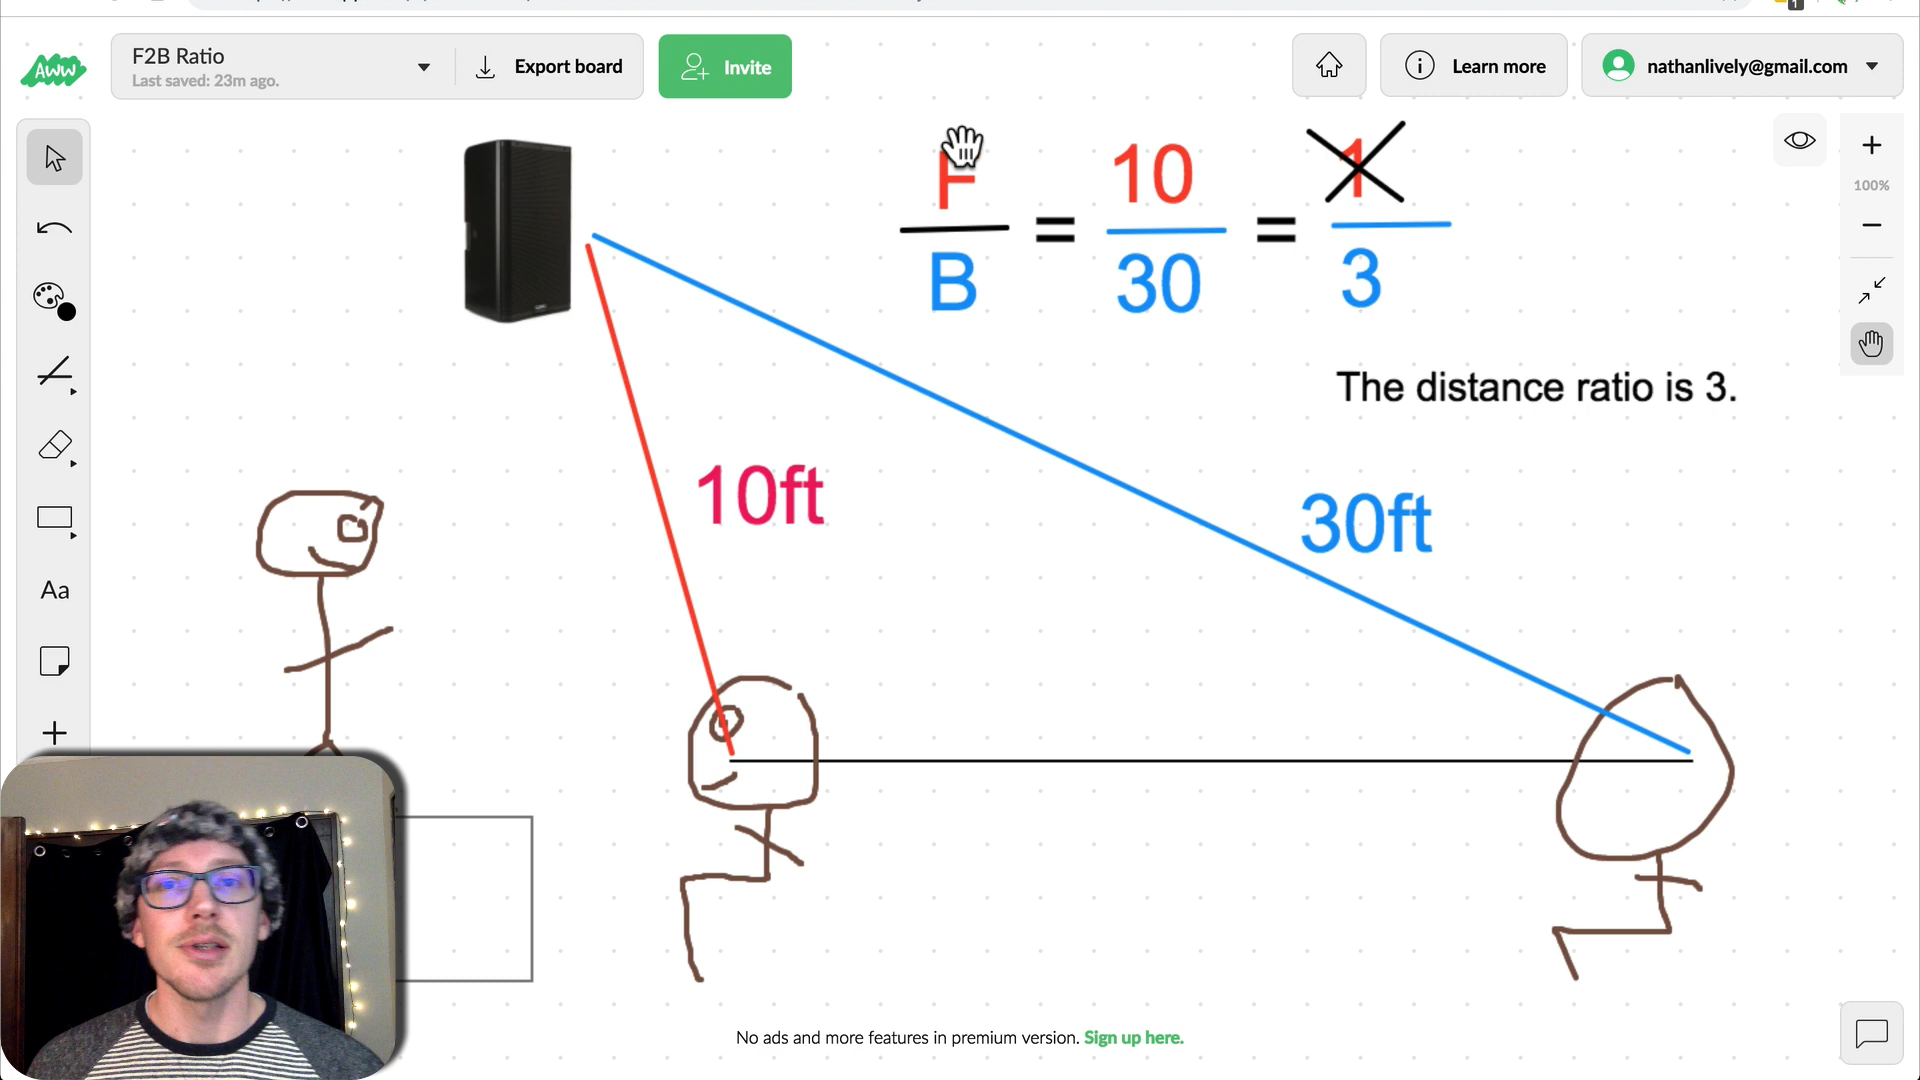 AWW
F2B Ratio
Last saved: 23m ago.
Export board
Invite
Learn more
nathanlively@gmail.com
F = 10 = 1
B 30 3
100%
The distance ratio is 3.
10ft
30ft
Aa
No ads and more features in premium version. Sign up here.